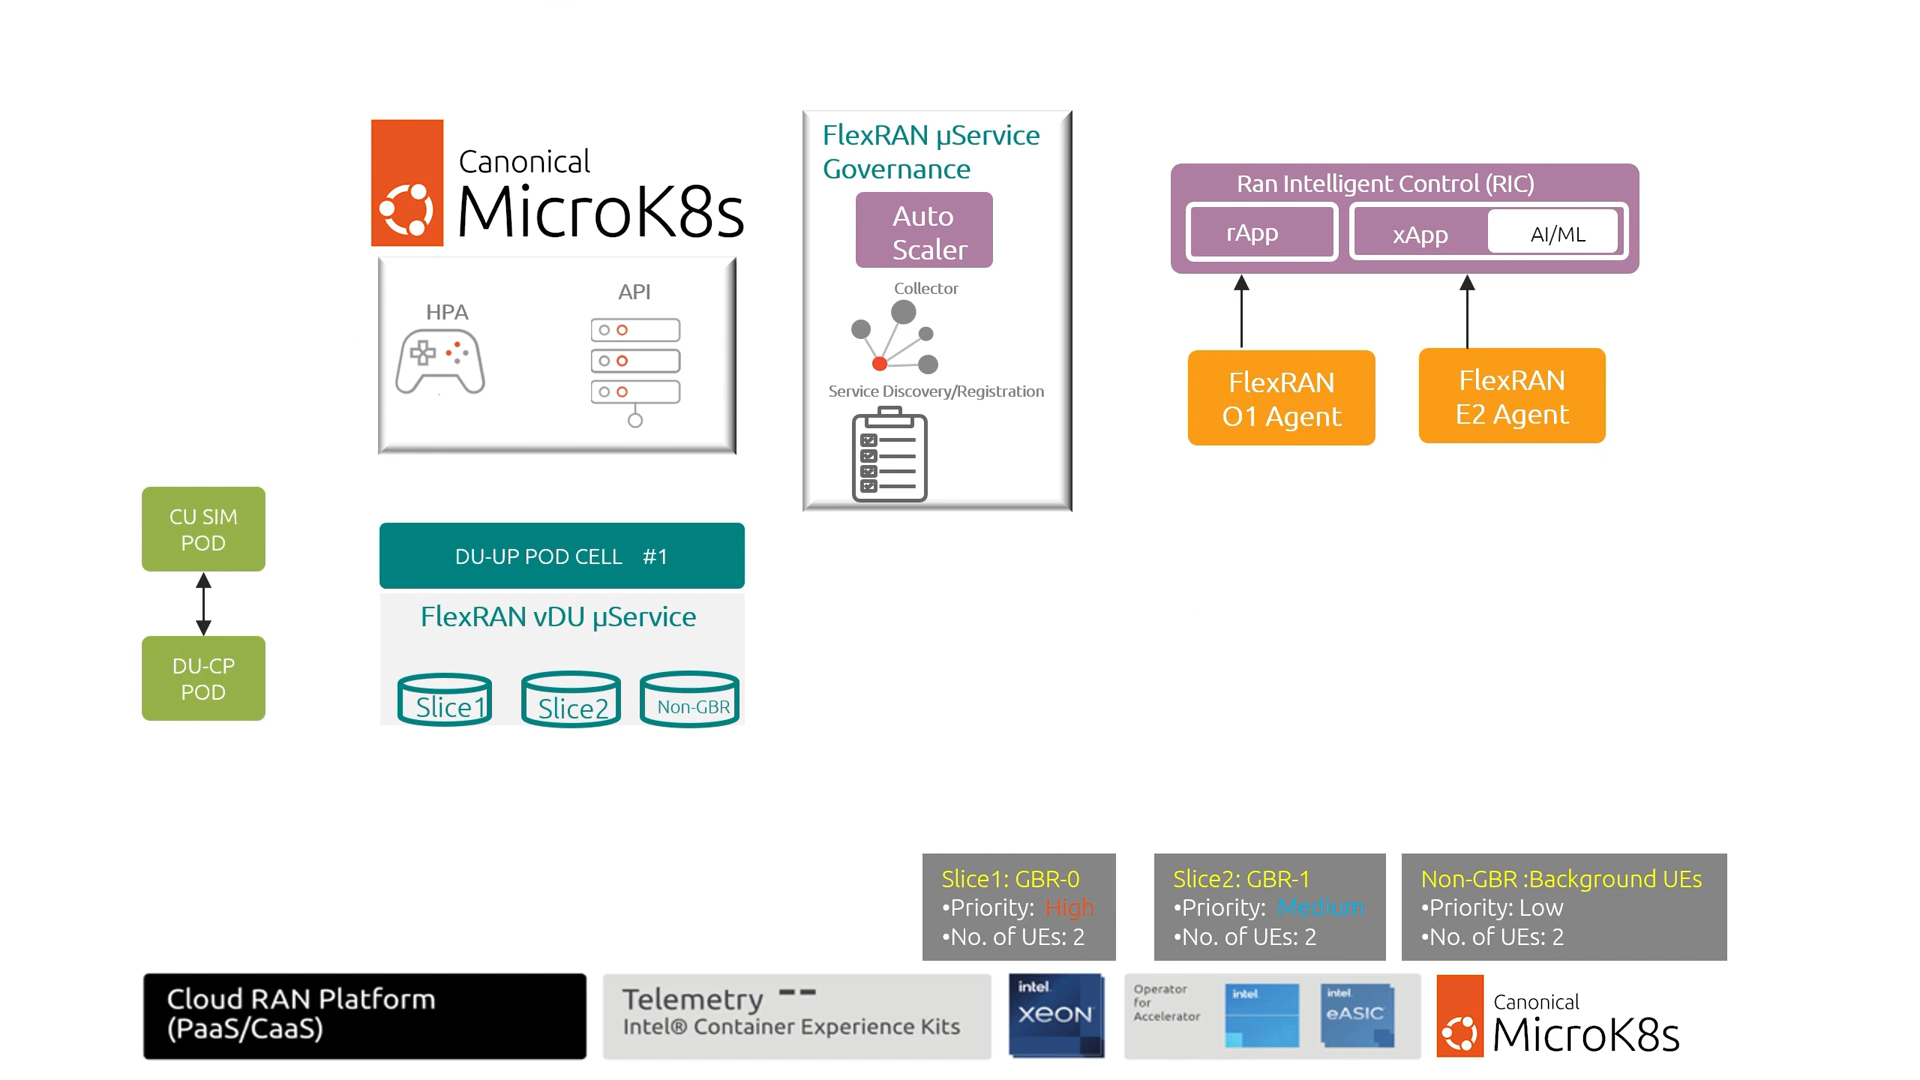 Canonical
MicroK8s
HPA
API
FlexRAN µService
Governance
Auto
Scaler
Collector
Service Discovery/Registration
Ran Intelligent Control (RIC)
rApp
xApp
AI/ML
FlexRAN
O1 Agent
FlexRAN
E2 Agent
CU SIM
POD
DU-CP
POD
DU-UP POD CELL #1
FlexRAN vDU µService
Slice1
Slice2
Non-GBR
Slice1: GBR-0
•Priority: High
•No. of UEs: 2
Slice2: GBR-1
•Priority: Medium
•No. of UEs: 2
Non-GBR :Background UEs
•Priority: Low
•No. of UEs: 2
Cloud RAN Platform
(PaaS/CaaS)
Telemetry --
Intel® Container Experience Kits
intel.
XEON
Operator
for
Accelerator
intel
intel
eASIC
Canonical
MicroK8s